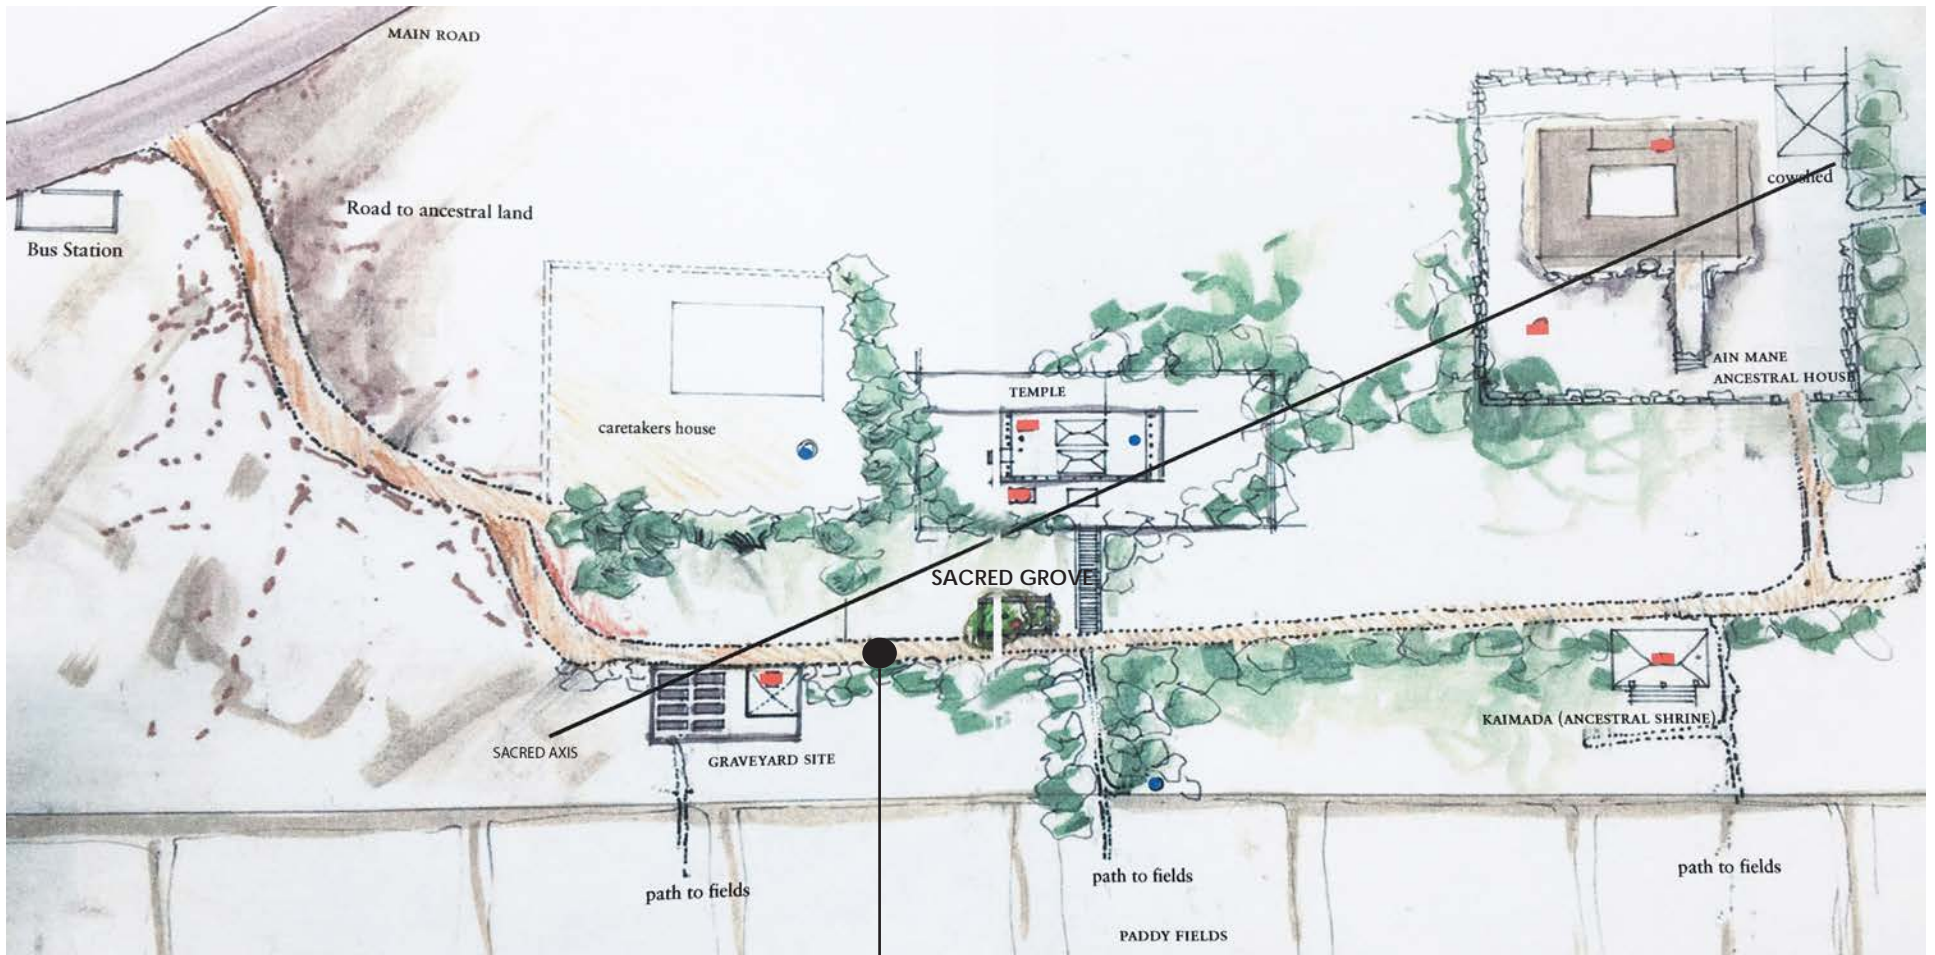 MAIN ROAD
Road to ancestral land
Bus Station
cowshed
AIN MANE
ANCESTRAL HOUSE
TEMPLE
caretakers house
SACRED GROVE
SACRED AXIS
GRAVEYARD SITE
KAIMADA (ANCESTRAL SHRINE)
path to fields
path to fields
path to fields
PADDY FIELDS